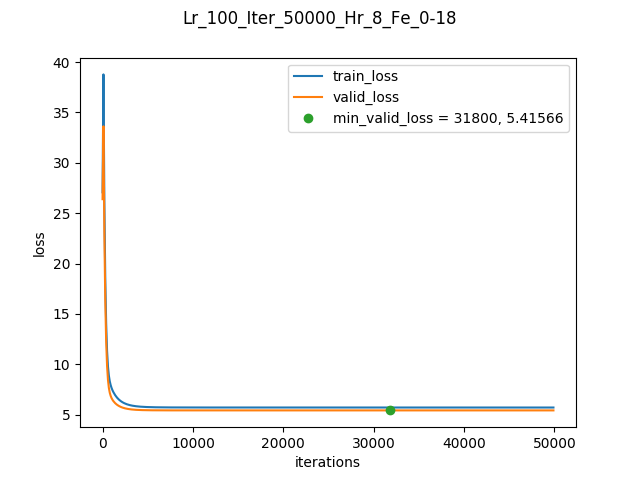 Lr_100_Iter_50000_Hr_8_Fe_0-18
train_loss
valid_loss
min_valid_loss = 31800, 5.41566
40
35
30
25
20
15
10
5
loss
0 10000 20000 30000 40000 50000
iterations